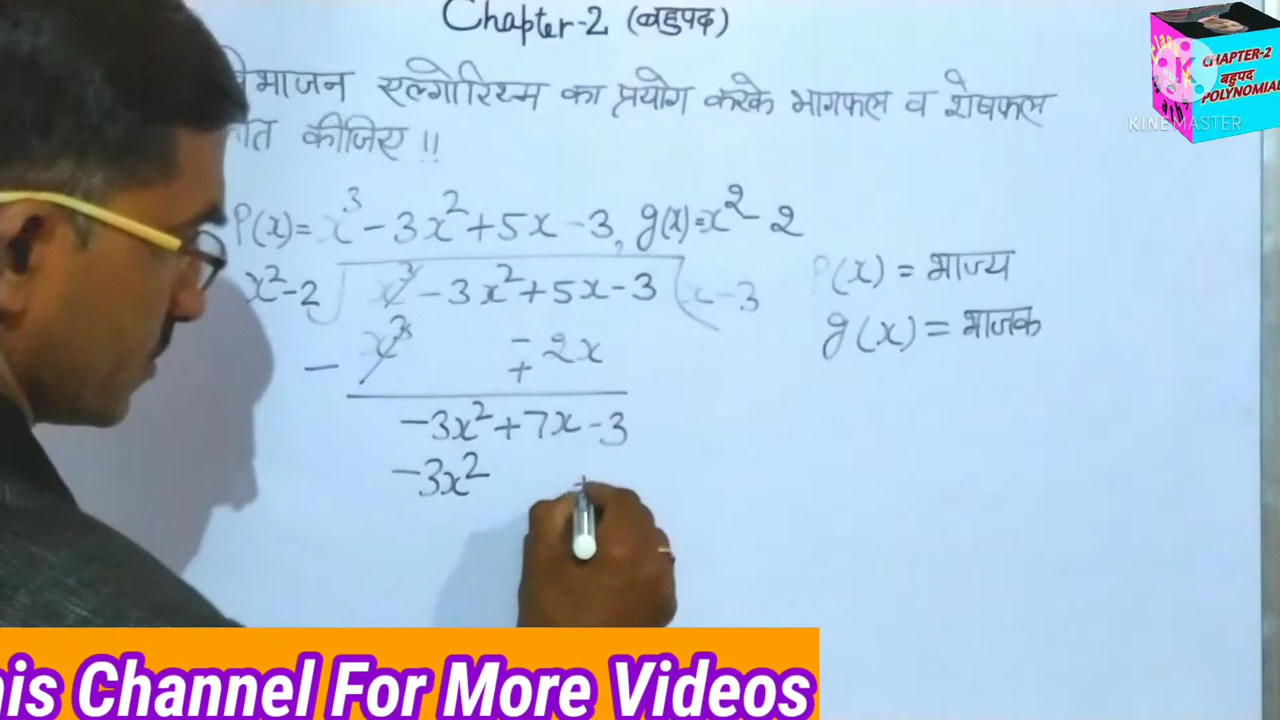 Chapter-2 (बहुपद)
विभाजन एल्गोरिथ्म का प्रयोग करके भागफल व शेषफल
कीजिए !!
P(x) = x³ - 3x² + 5x - 3, g(x) = x² - 2
x² - 2 ) x³ - 3x² + 5x - 3 ( x - 3
- x³ - 2x
+
-3x² + 7x - 3
-3x² +
P(x) = भाज्य
g(x) = भाजक
CHAPTER-2
बहुपद
POLYNOMIAL
class
K
KINEMASTER
his Channel For More Videos